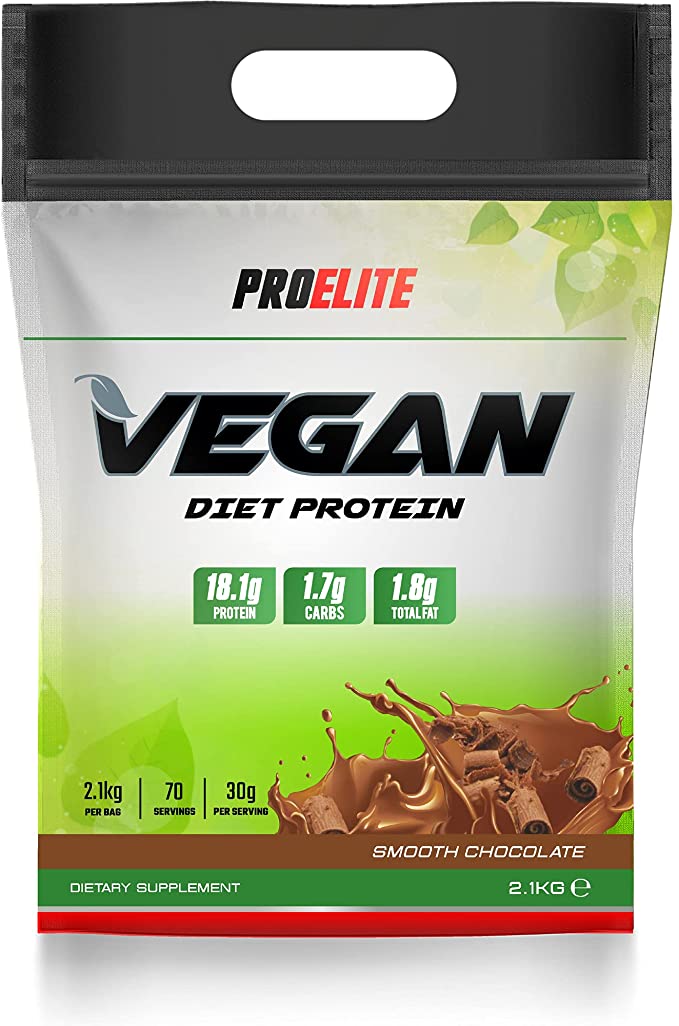 PROELITE
VEGAN
DIET PROTEIN
18.1g PROTEIN
1.7g CARBS
1.8g TOTAL FAT
2.1kg PER BAG
70 SERVINGS
30g PER SERVING
SMOOTH CHOCOLATE
DIETARY SUPPLEMENT
2.1KG ℮